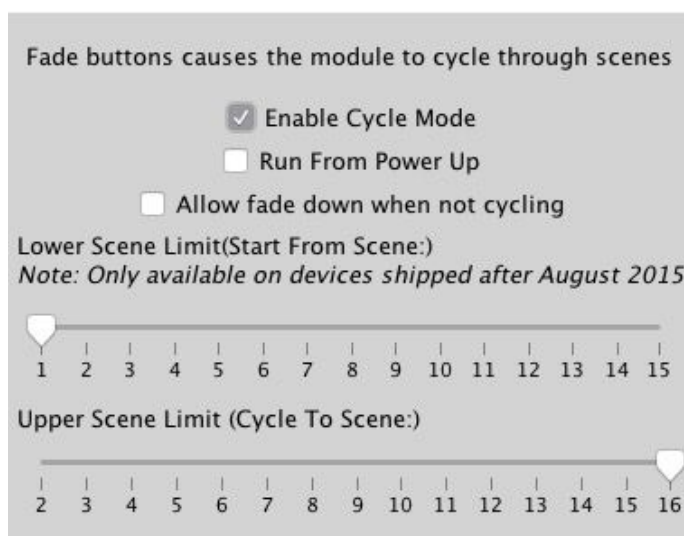 Fade buttons causes the module to cycle through scenes
Enable Cycle Mode
Run From Power Up
Allow fade down when not cycling
Lower Scene Limit(Start From Scene:)
Note: Only available on devices shipped after August 2015
1 2 3 4 5 6 7 8 9 10 11 12 13 14 15
Upper Scene Limit (Cycle To Scene:)
2 3 4 5 6 7 8 9 10 11 12 13 14 15 16